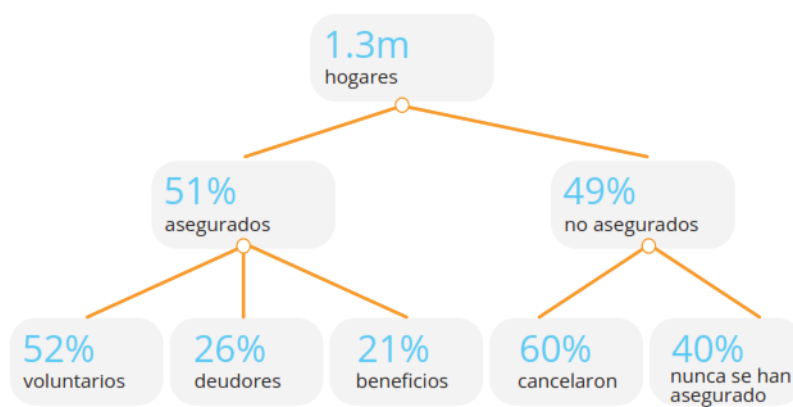 1.3m
hogares
51%
asegurados
49%
no asegurados
52%
voluntarios
26%
deudores
21%
beneficios
60%
cancelaron
40%
nunca se han
asegurado